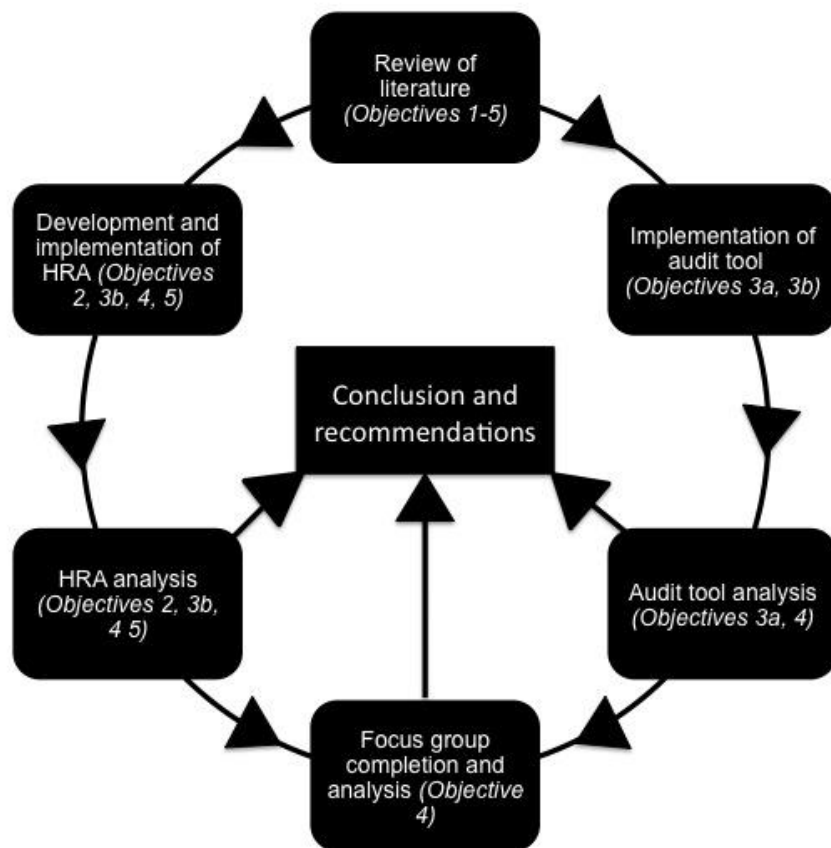 Review of
literature
(Objectives 1-5)
Development and
implementation of
HRA (Objectives
2, 3b, 4, 5)
Implementation of
audit tool
(Objectives 3a, 3b)
Conclusion and
recommendations
HRA analysis
(Objectives 2, 3b,
4 5)
Audit tool analysis
(Objectives 3a, 4)
Focus group
completion and
analysis (Objective
4)